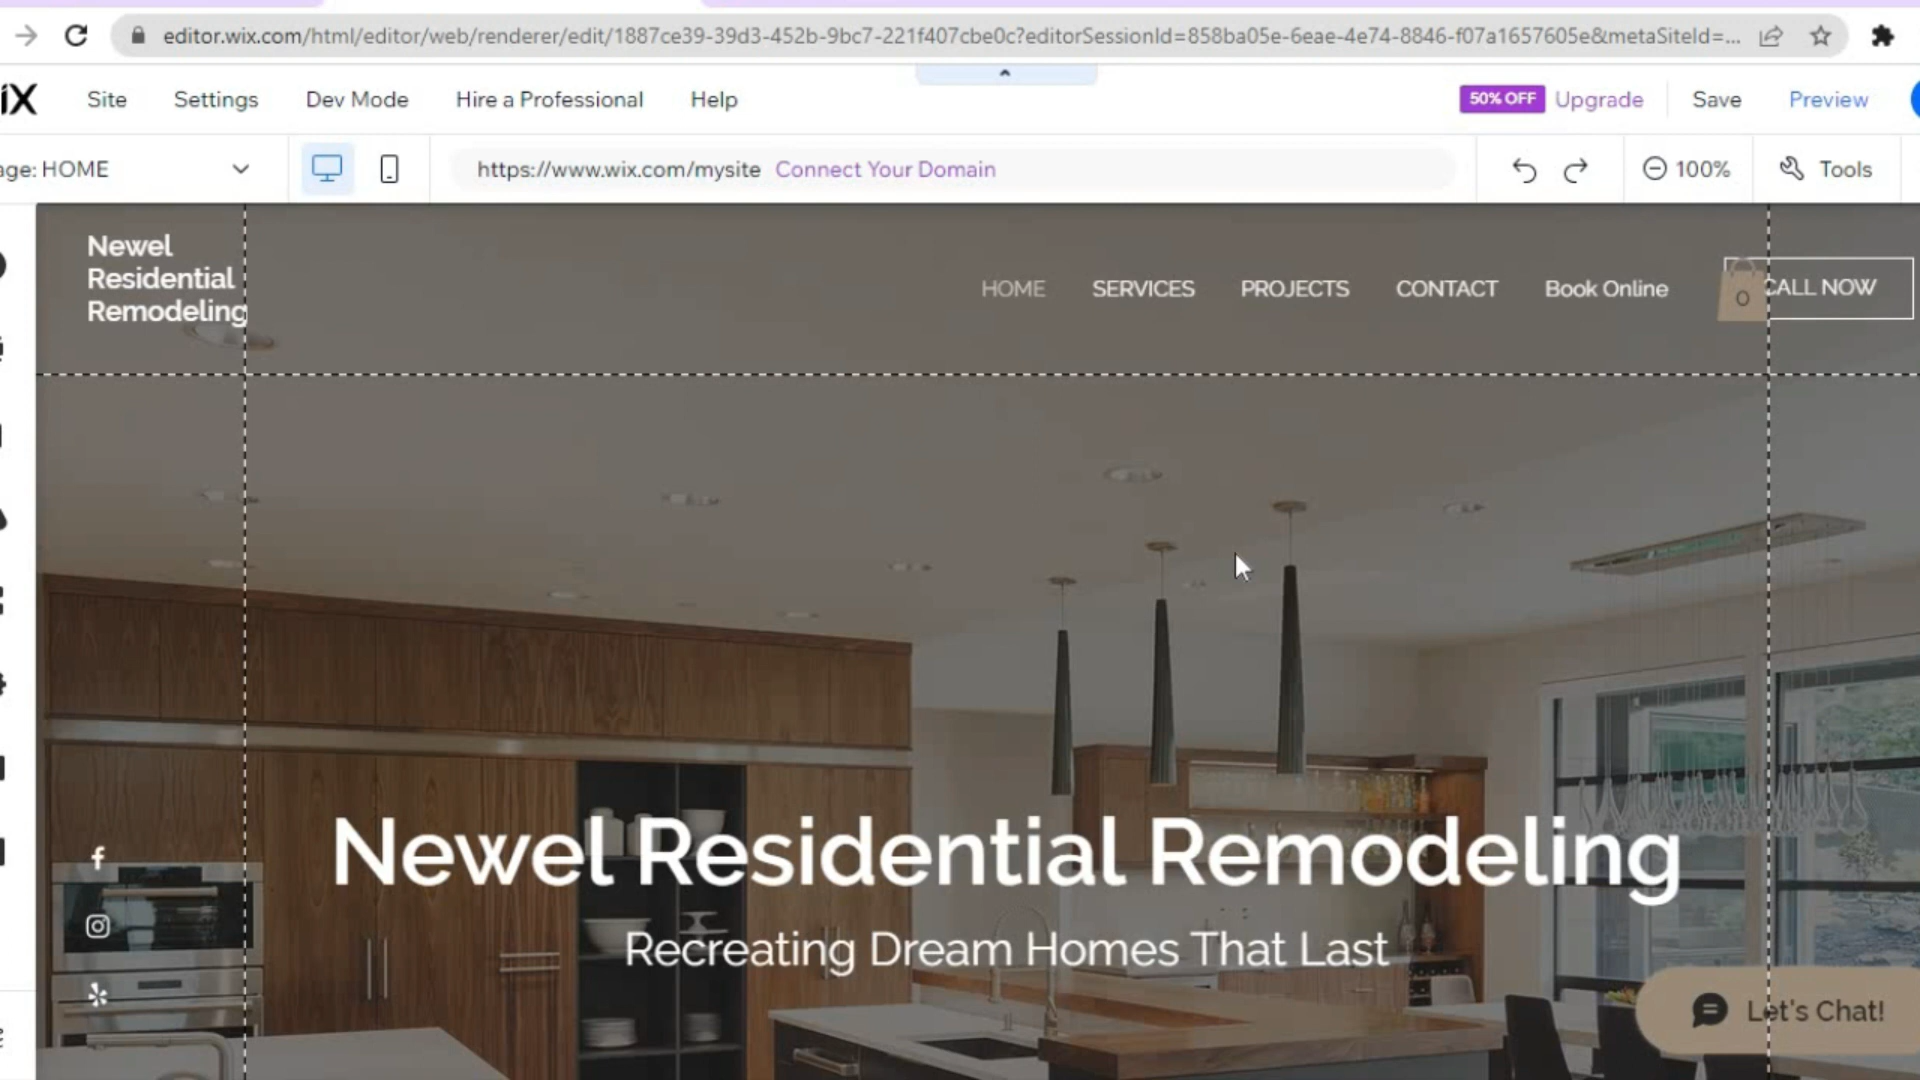 editor.wix.com/html/editor/web/renderer/edit/1887ce39-39d3-452b-9bc7-221f407cbe0c?editorSessionId=858ba05e-6eae-4e74-8846-f07a1657605e&metaSiteId=...
iX Site Settings Dev Mode Hire a Professional Help 50% OFF Upgrade Save Preview
age: HOME https://www.wix.com/mysite Connect Your Domain 100% Tools
Newel
Residential
Remodeling
HOME SERVICES PROJECTS CONTACT Book Online 0 CALL NOW
Newel Residential Remodeling
Recreating Dream Homes That Last
Let's Chat!